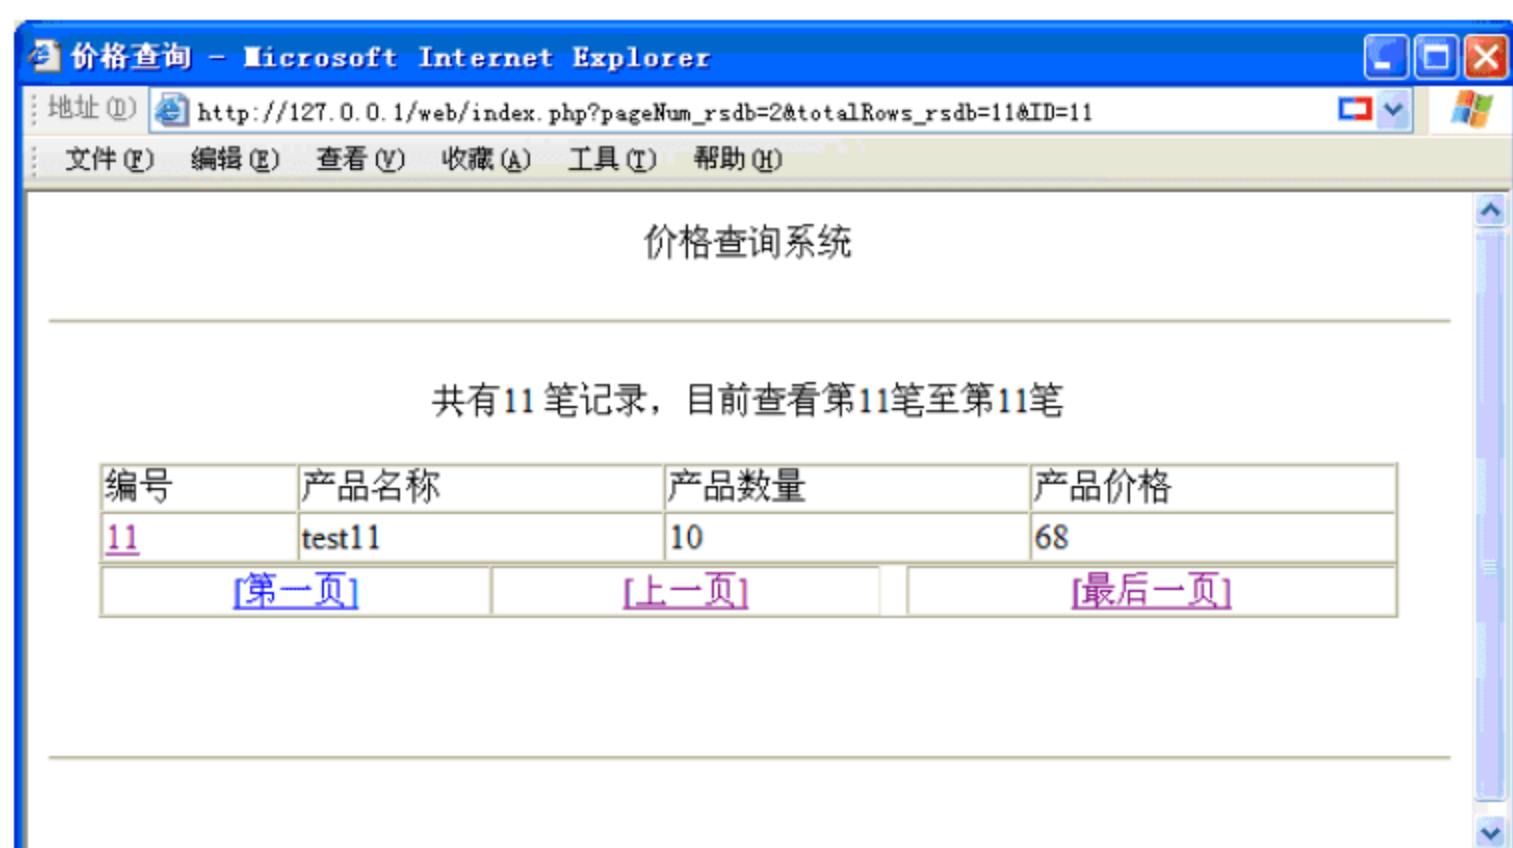 价格查询 - Microsoft Internet Explorer
地址(D) http://127.0.0.1/web/index.php?pageNum_rsdb=2&totalRows_rsdb=11&ID=11
文件(F) 编辑(E) 查看(V) 收藏(A) 工具(T) 帮助(H)
价格查询系统
共有11 笔记录，目前查看第11笔至第11笔
编号 产品名称 产品数量 产品价格
11 test11 10 68
[第一页] [上一页] [最后一页]